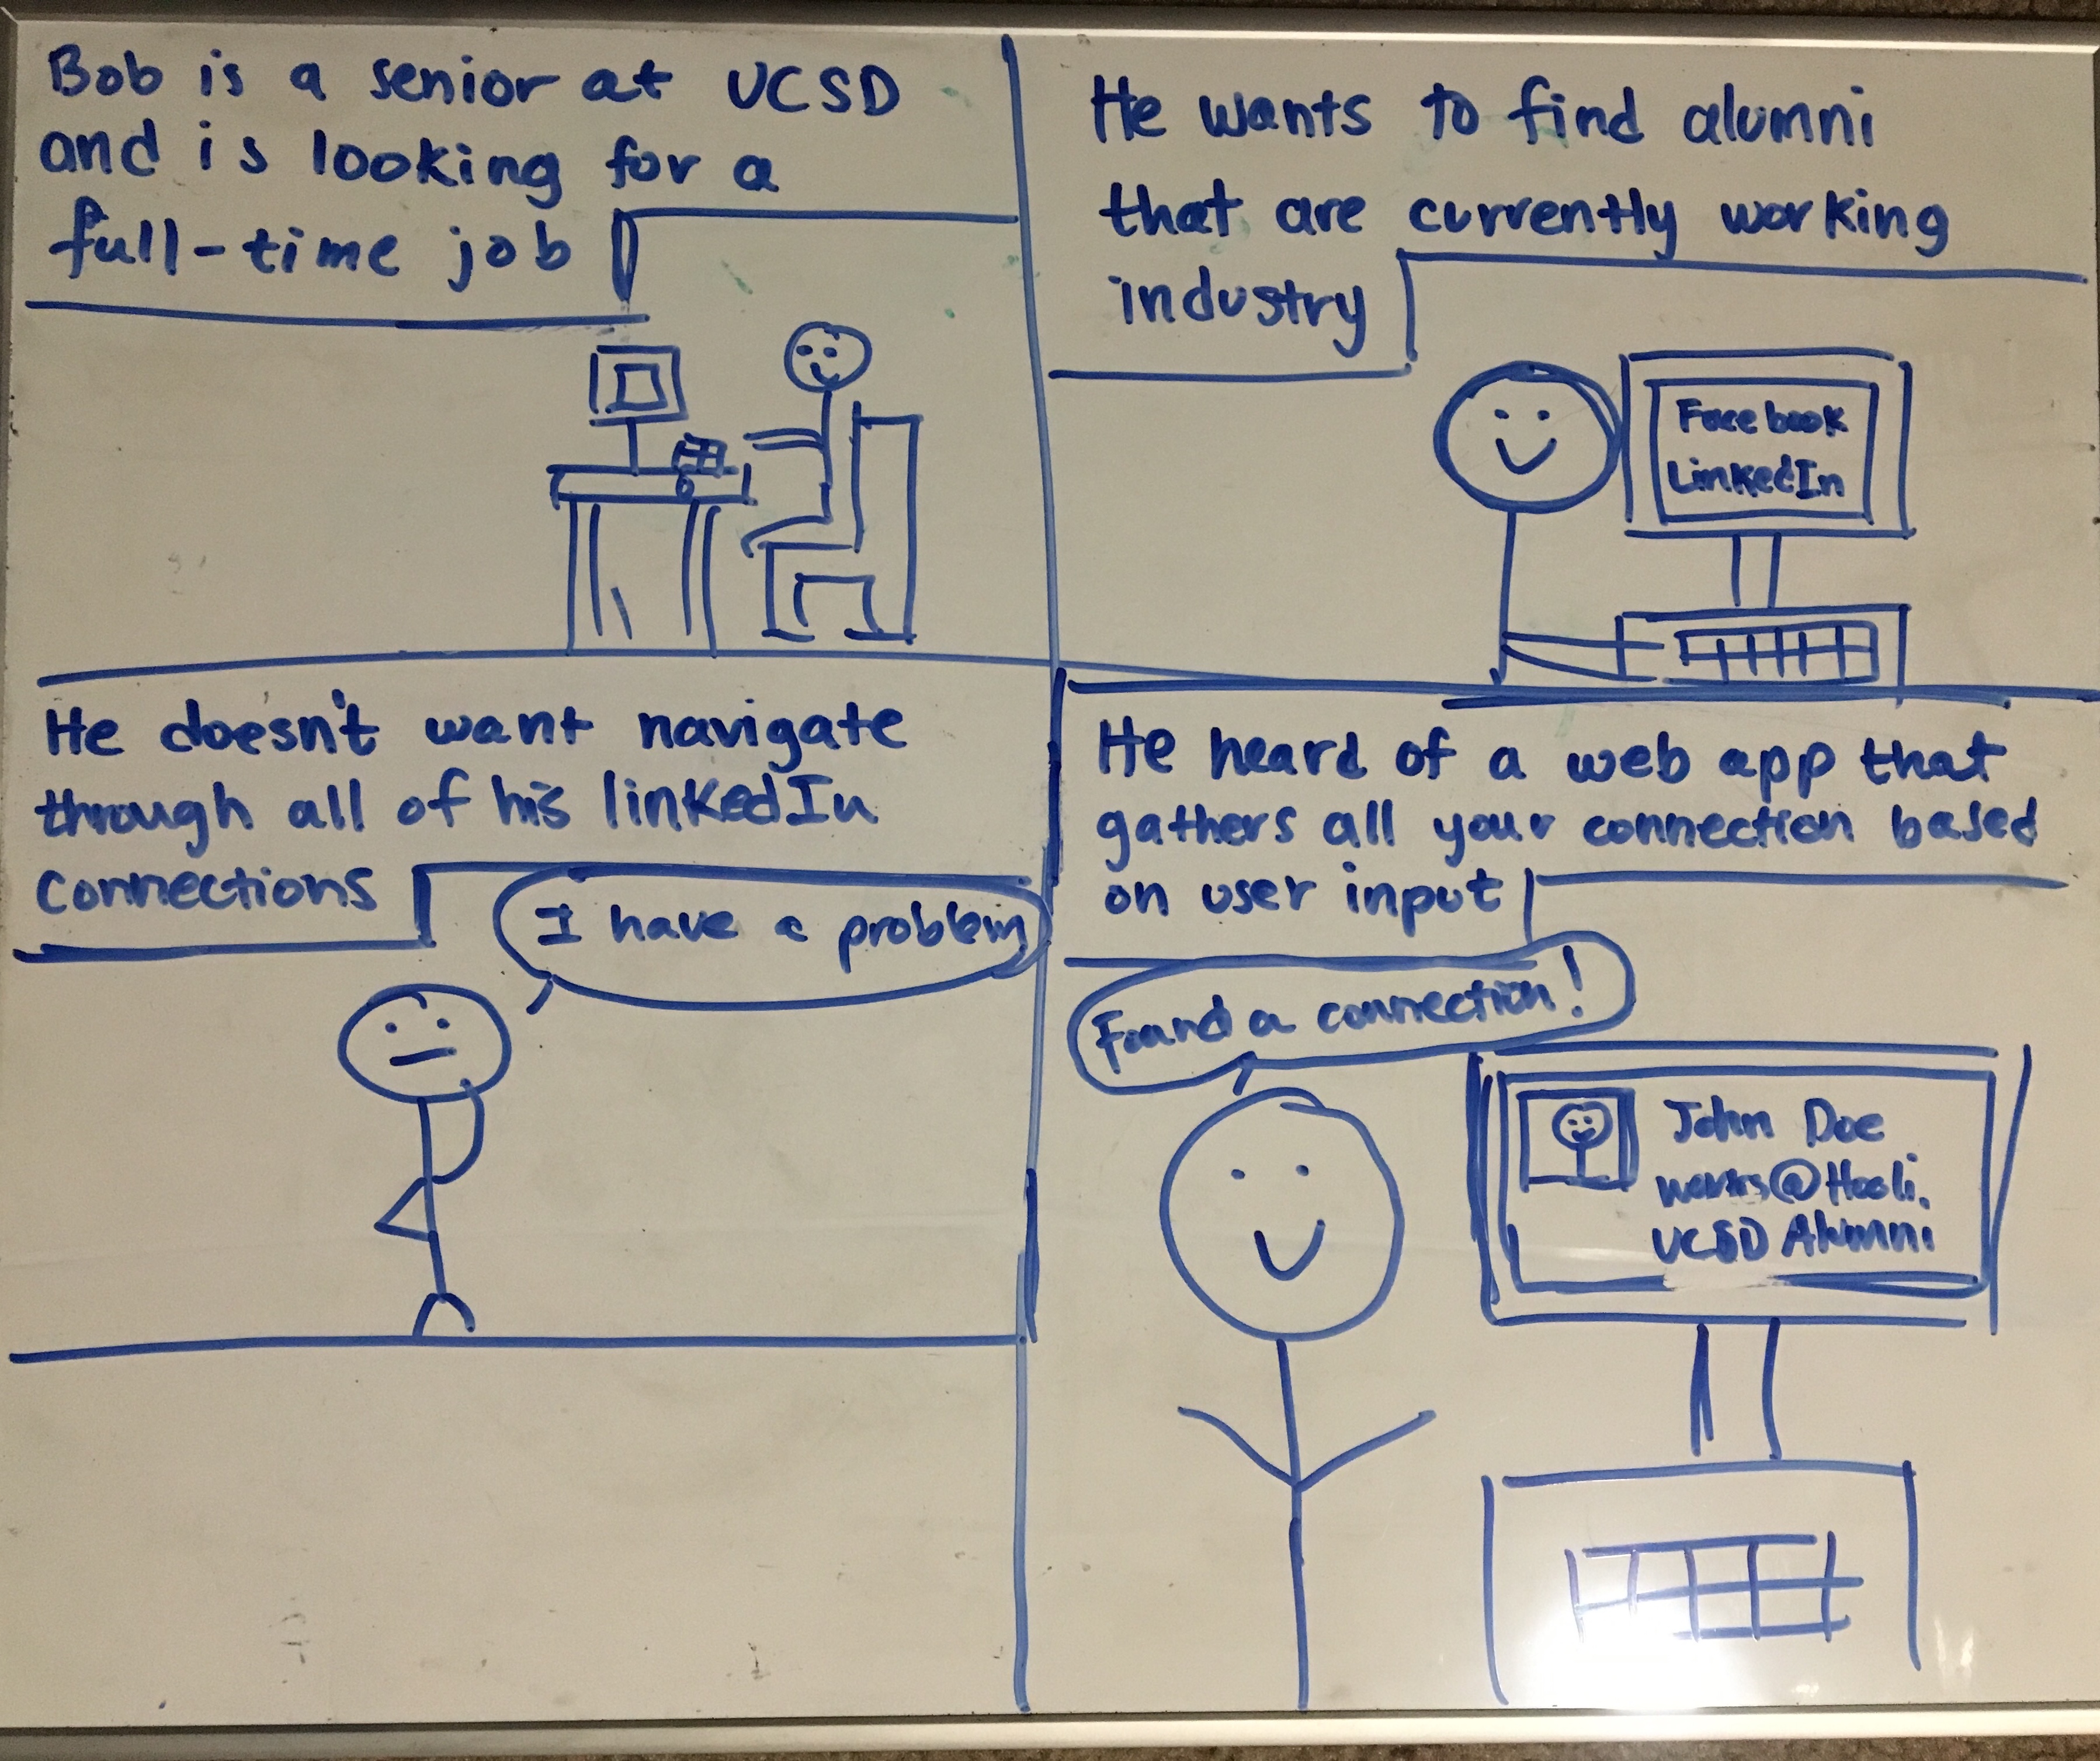 Bob is a senior at UCSD
and is looking for a
full-time job
He wants to find alumni
that are currently working
industry
Facebook
LinkedIn
He doesn't want navigate
through all of his linkedIn
connections
I have a problem
He heard of a web app that
gathers all your connection based
on user input
Found a connection!
John Doe
works@Hooli.
UCSD Alumni